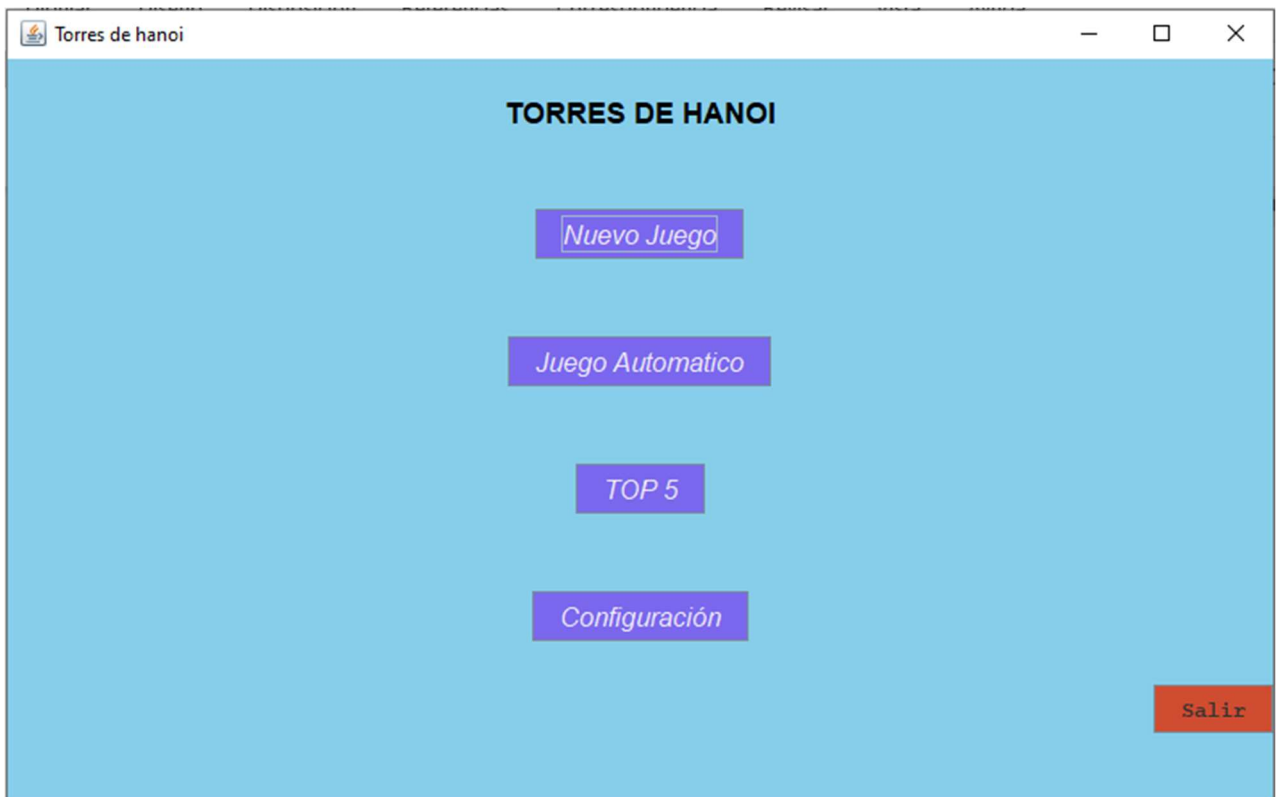 Torres de hanoi
TORRES DE HANOI
Nuevo Juego
Juego Automatico
TOP 5
Configuración
Salir